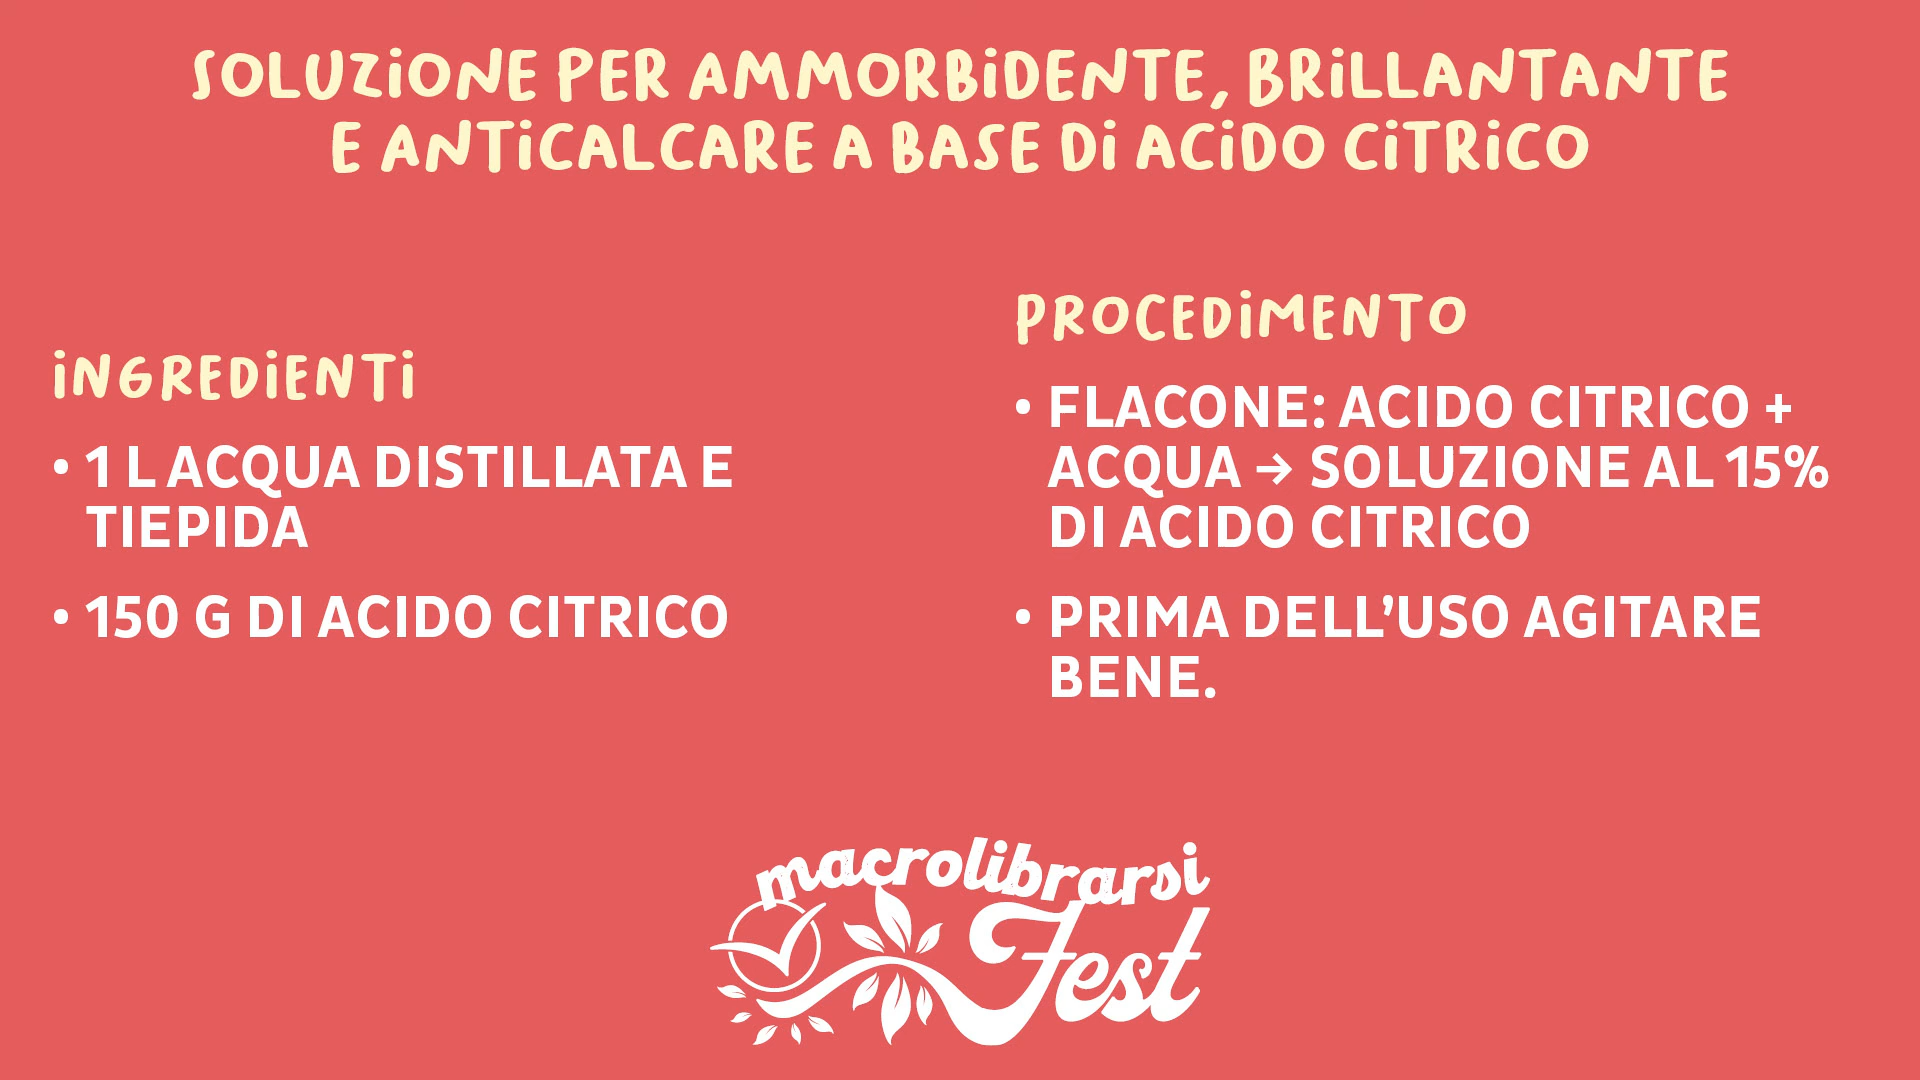 SOLUZIONE PER AMMORBIDENTE, BRILLANTANTE
E ANTICALCARE A BASE DI ACIDO CITRICO
INGREDIENTI
• 1 L ACQUA DISTILLATA E
TIEPIDA
• 150 G DI ACIDO CITRICO
PROCEDIMENTO
• FLACONE: ACIDO CITRICO +
ACQUA → SOLUZIONE AL 15%
DI ACIDO CITRICO
• PRIMA DELL’USO AGITARE
BENE.
macrolibrarsi
Fest